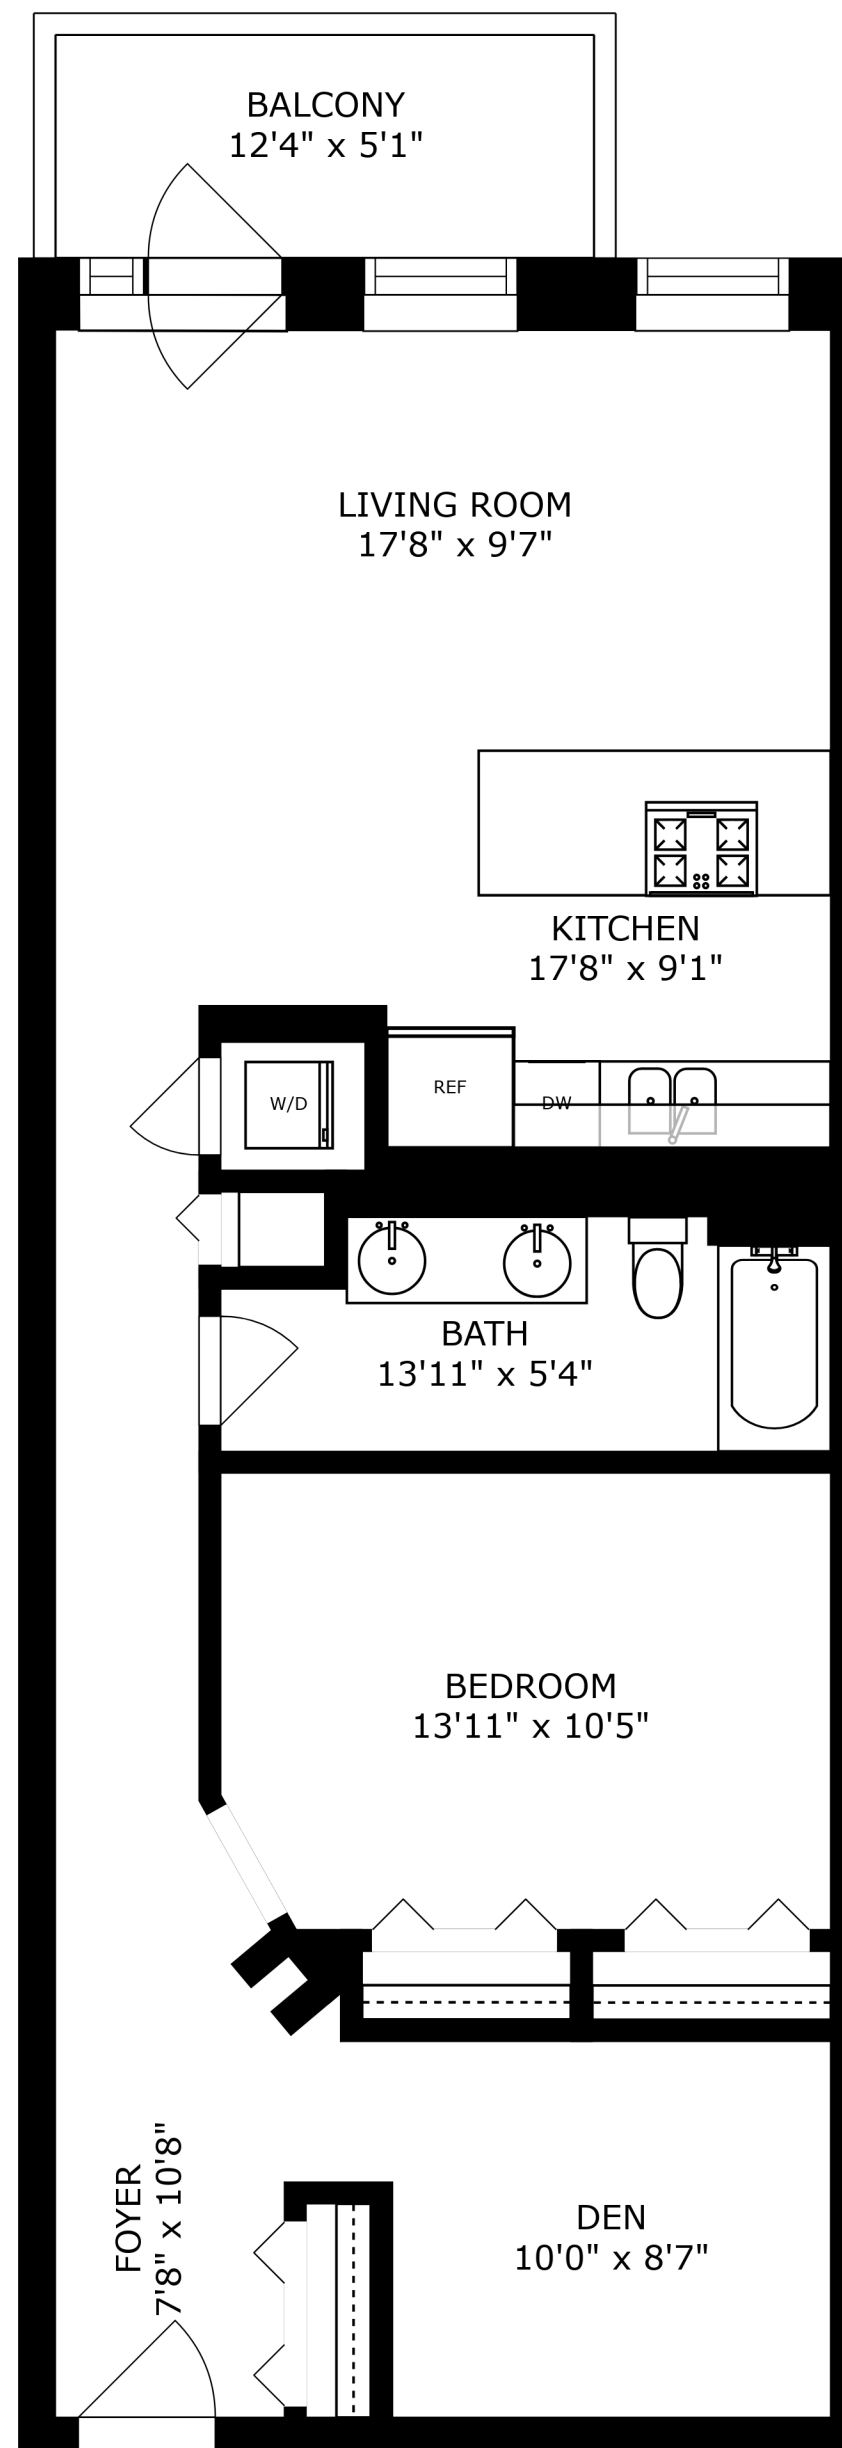 BALCONY
12'4" x 5'1"
LIVING ROOM
17'8" x 9'7"
KITCHEN
17'8" x 9'1"
W/D
REF
DW
BATH
13'11" x 5'4"
BEDROOM
13'11" x 10'5"
FOYER
7'8" x 10'8"
DEN
10'0" x 8'7"